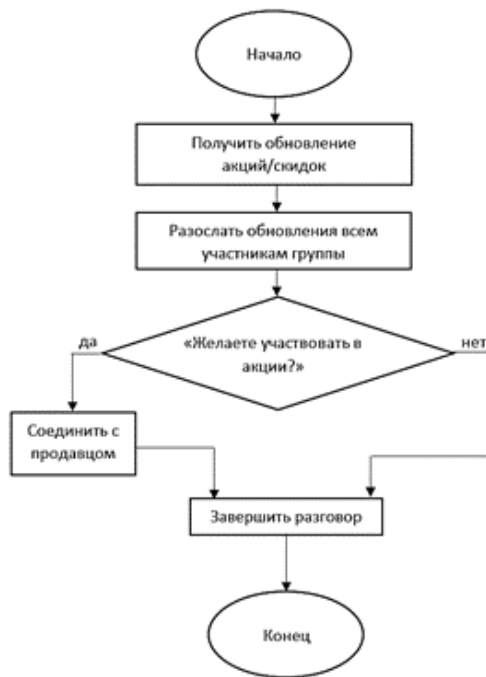 Начало
Получить обновление
акций/скидок
Разослать обновления всем
участникам группы
да
«Желаете участвовать в
акции?»
нет
Соединить с
продавцом
Завершить разговор
Конец